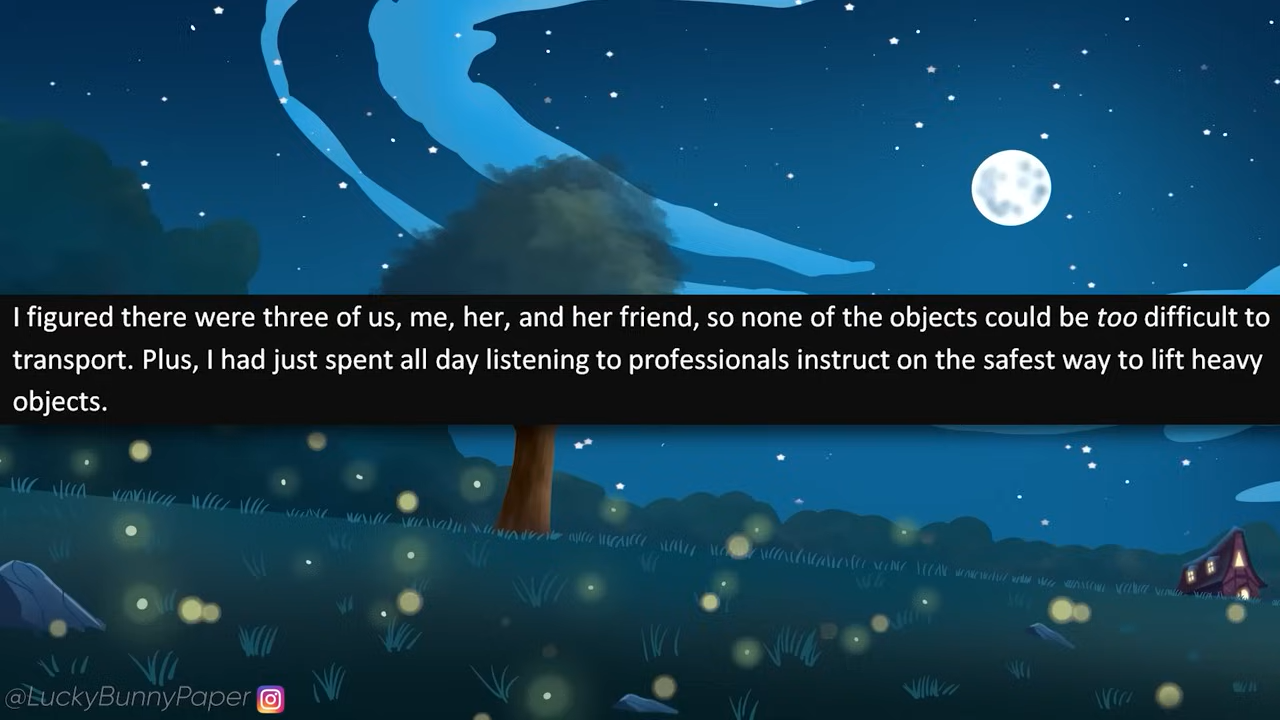 I figured there were three of us, me, her, and her friend, so none of the objects could be too difficult to
transport. Plus, I had just spent all day listening to professionals instruct on the safest way to lift heavy
objects.
@LuckyBunnyPaper